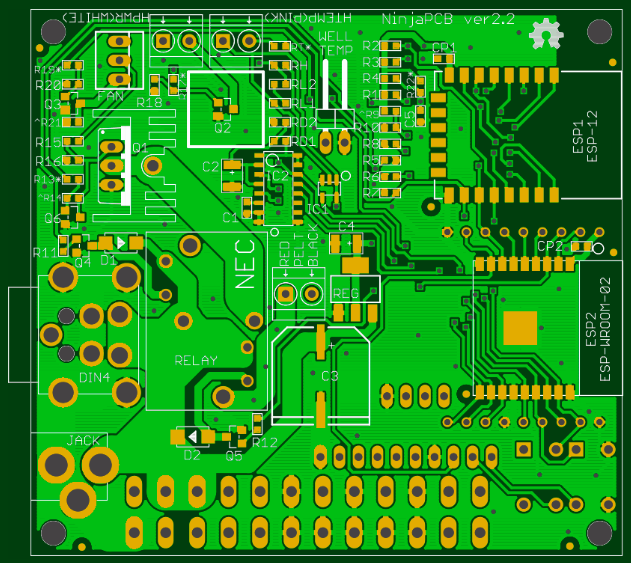 HPWR(WHITE)
HTEMP(PINK)
NinjaPCB ver2.2
WELL
TEMP
R2
CP1
R3
R19*
RH
R20
FAN
R18
RL2
R4
R1
R22*
Q3
Q2
RL
C5
^R21
RD2
R10
R15
Q1
RD1
R8
ESP1
ESP-12
R16
C2
IC2
R5
R13*
R6
^R14
IC1
R7
Q6
C1
C4
R11
Q4
D1
NEC
RED
PELT
BLACK
CP2
REG
DIN4
RELAY
C3
+
ESP2
ESP-WROOM-02
JACK
D2
Q5
R12